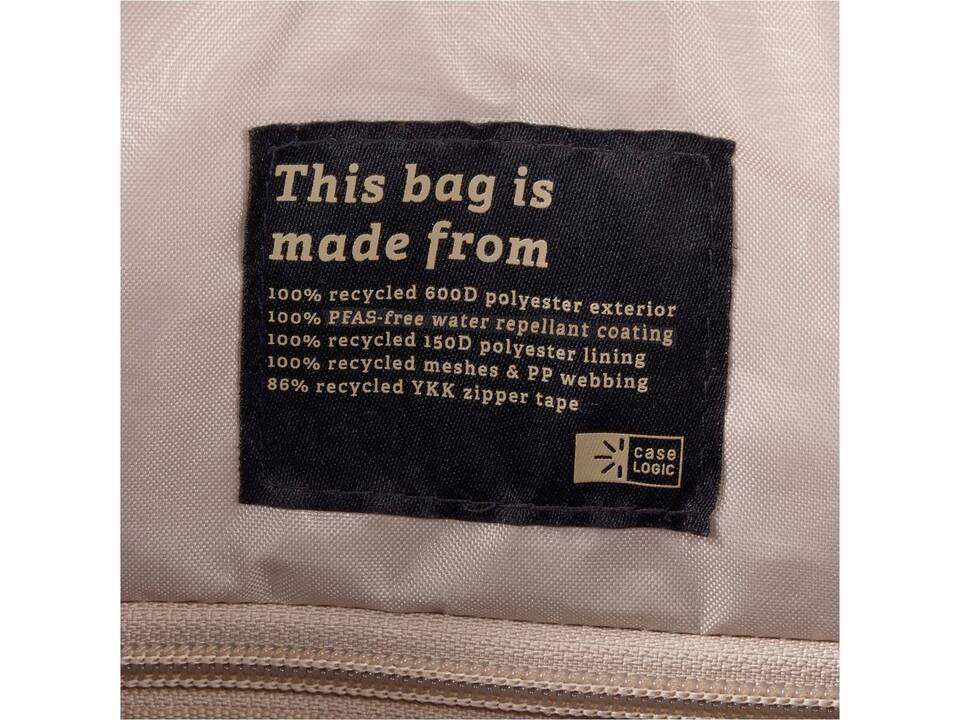 This bag is
made from
100% recycled 600D polyester exterior
100% PFAS-free water repellant coating
100% recycled 150D polyester lining
100% recycled meshes & PP webbing
86% recycled YKK zipper tape
case
LOGIC